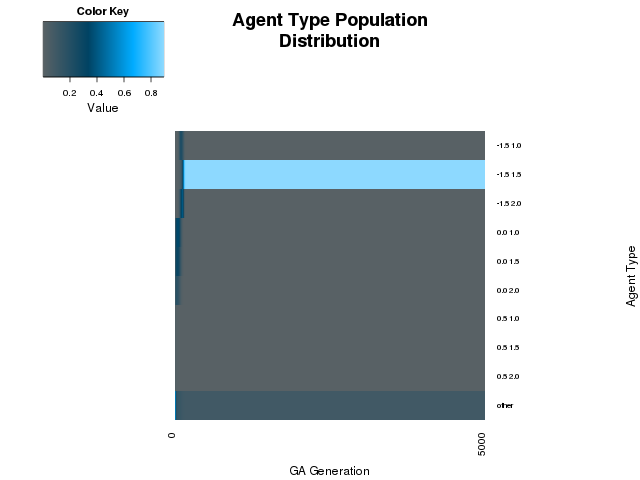 Color Key
0.2 0.4 0.6 0.8
Value
Agent Type Population
Distribution
-1.5 1.0
-1.5 1.5
-1.5 2.0
0.0 1.0
0.0 1.5
0.0 2.0
0.5 1.0
0.5 1.5
0.5 2.0
other
Agent Type
0 5000
GA Generation